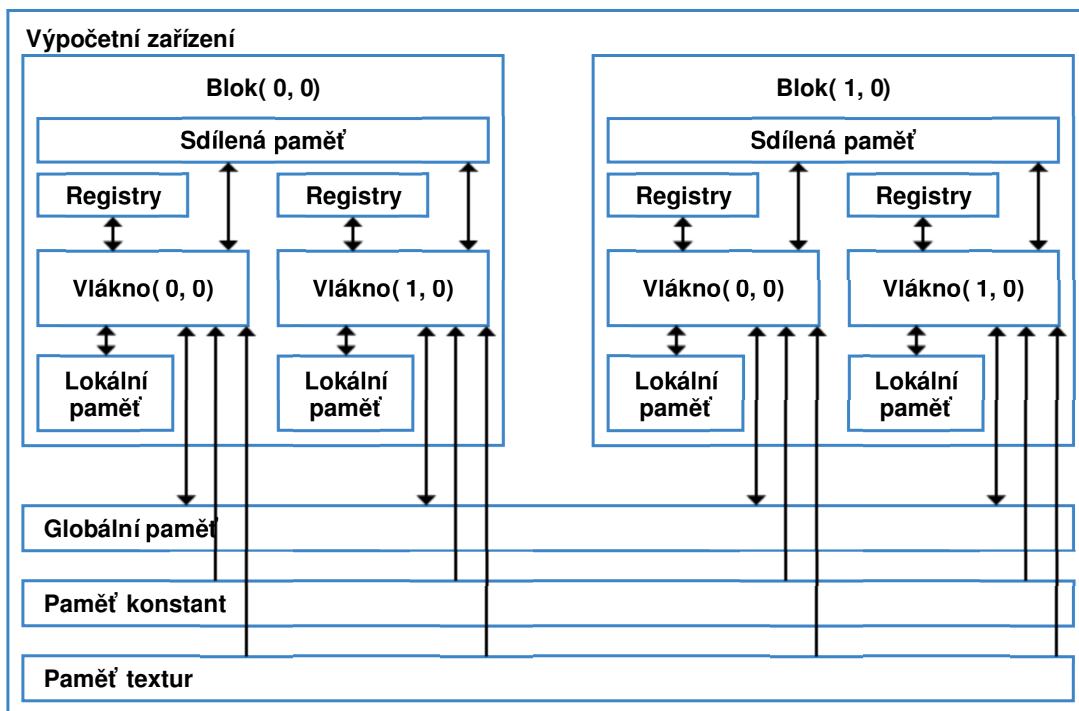 Výpočetní zařízení
Blok( 0, 0)
Sdílená paměť
Registry
Registry
Vlákno( 0, 0)
Vlákno( 1, 0)
Lokální
paměť
Lokální
paměť
Blok( 1, 0)
Sdílená paměť
Registry
Registry
Vlákno( 0, 0)
Vlákno( 1, 0)
Lokální
paměť
Lokální
paměť
Globální paměť
Paměť konstant
Paměť textur